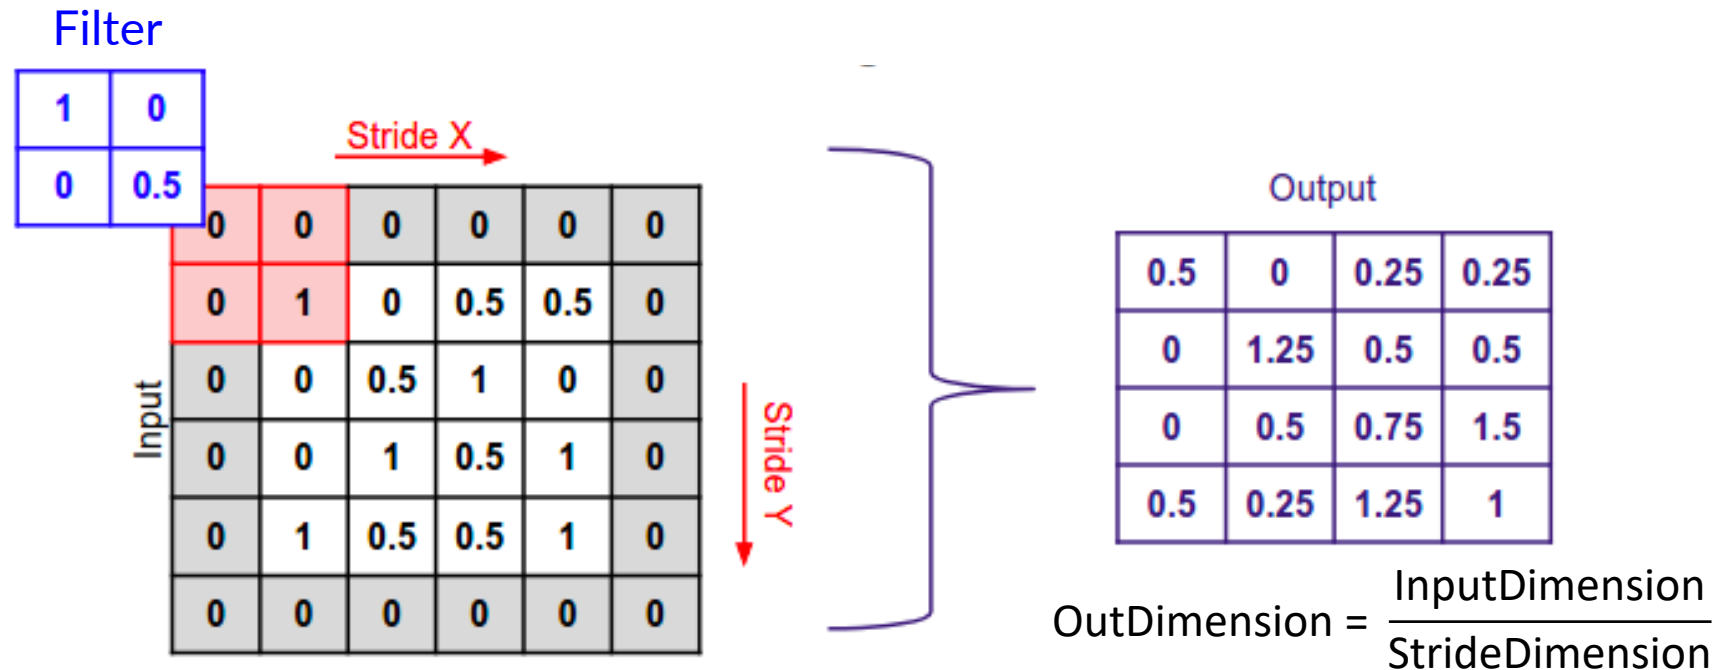 Filter
1 0
0 0.5
Stride X
Input
0 0 0 0 0 0
0 1 0 0.5 0.5 0
0 0 0.5 1 0 0
0 0 1 0.5 1 0
0 1 0.5 0.5 1 0
0 0 0 0 0 0
Stride Y
Output
0.5 0 0.25 0.25
0 1.25 0.5 0.5
0 0.5 0.75 1.5
0.5 0.25 1.25 1
OutDimension = InputDimension
StrideDimension